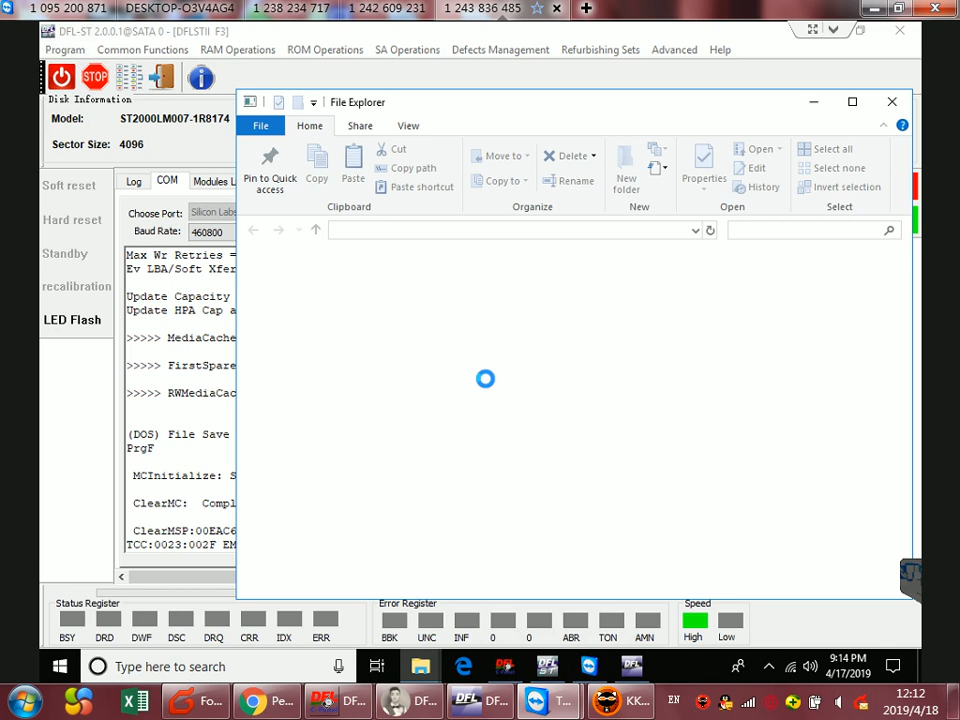 1 095 200 871 DESKTOP-O3V4AG4 1 238 234 717 1 242 609 231 1 243 836 485
DFL-ST 2.0.0.1@SATA 0 - [DFLSTII F3]
Program Common Functions RAM Operations ROM Operations SA Operations Defects Management Refurbishing Sets Advanced Help
STOP
Disk Information
Model: ST2000LM007-1R8174
Sector Size: 4096
Soft reset
Hard reset
Standby
recalibration
LED Flash
Log COM Modules L
Choose Port: Silicon Labs
Baud Rate: 460800
Max Wr Retries =
Ev LBA/Soft Xfer
Update Capacity
Update HPA Cap a
>>>>> MediaCache
>>>>> FirstSpare
>>>>> RWMediaCac
(DOS) File Save
PrgF
MCInitialize: S
ClearMC: Compl
ClearMSP:00EAC6
TCC:0023:002F EM
File Explorer
File Home Share View
Pin to Quick access
Copy
Paste
Cut
Copy path
Paste shortcut
Clipboard
Move to
Copy to
Delete
Rename
Organize
New folder
New
Properties
Open
Edit
History
Open
Select all
Select none
Invert selection
Select
Status Register
BSY DRD DWF DSC DRQ CRR IDX ERR
Error Register
BBK UNC INF 0 0 ABR TON AMN
Speed
High Low
Type here to search
DFL
ST
DFL
9:14 PM
4/17/2019
Fo...
Pe...
DF...
DF...
DFL
DF...
T...
KK...
EN
12:12
2019/4/18